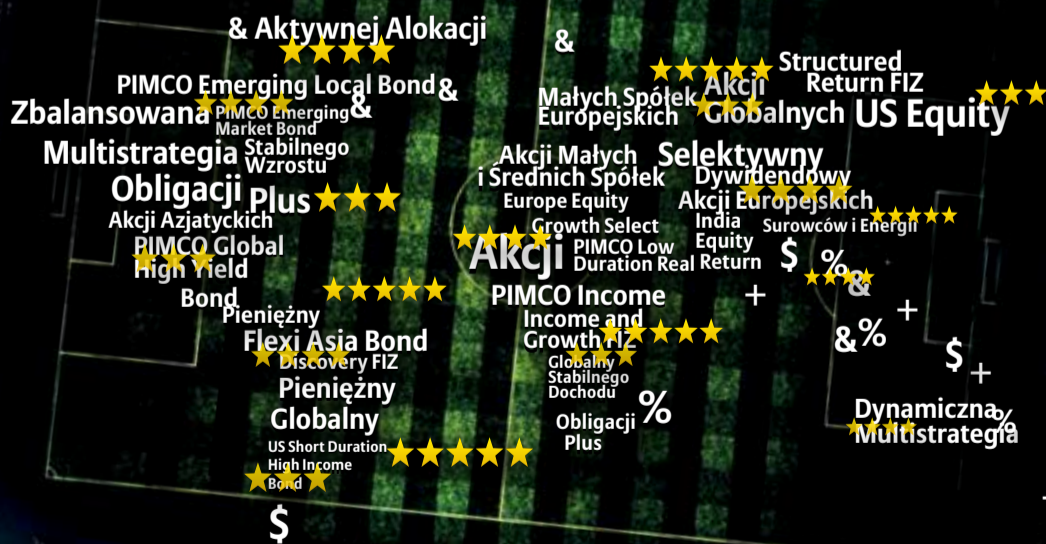 & Aktywnej Alokacji
PIMCO Emerging Local Bond
&
Zbalansowana
PIMCO Emerging
Market Bond
&
Multistrategia
Stabilnego
Wzrostu
Obligacji
Plus
Akcji Azjatyckich
PIMCO Global
High Yield
Bond
Pieniężny
Flexi Asia Bond
Discovery FIZ
Pieniężny
Globalny
US Short Duration
High Income
Bond
$
&
Małych Spółek
Europejskich
Akcji
Globalnych
Structured
Return FIZ
US Equity
Akcji Małych
i Średnich Spółek
Selektywny
Dywidendowy
Europe Equity
Akcji Europejskich
Growth Select
India
Equity
Surowców i Energii
Akcji
PIMCO Low
Duration Real Return
$
%
&
PIMCO Income
+
+
Income and
Growth FIZ
&
%
Globalny
Stabilnego
Dochodu
$
+
%
Obligacji
Plus
Dynamiczna
Multistrategia
%